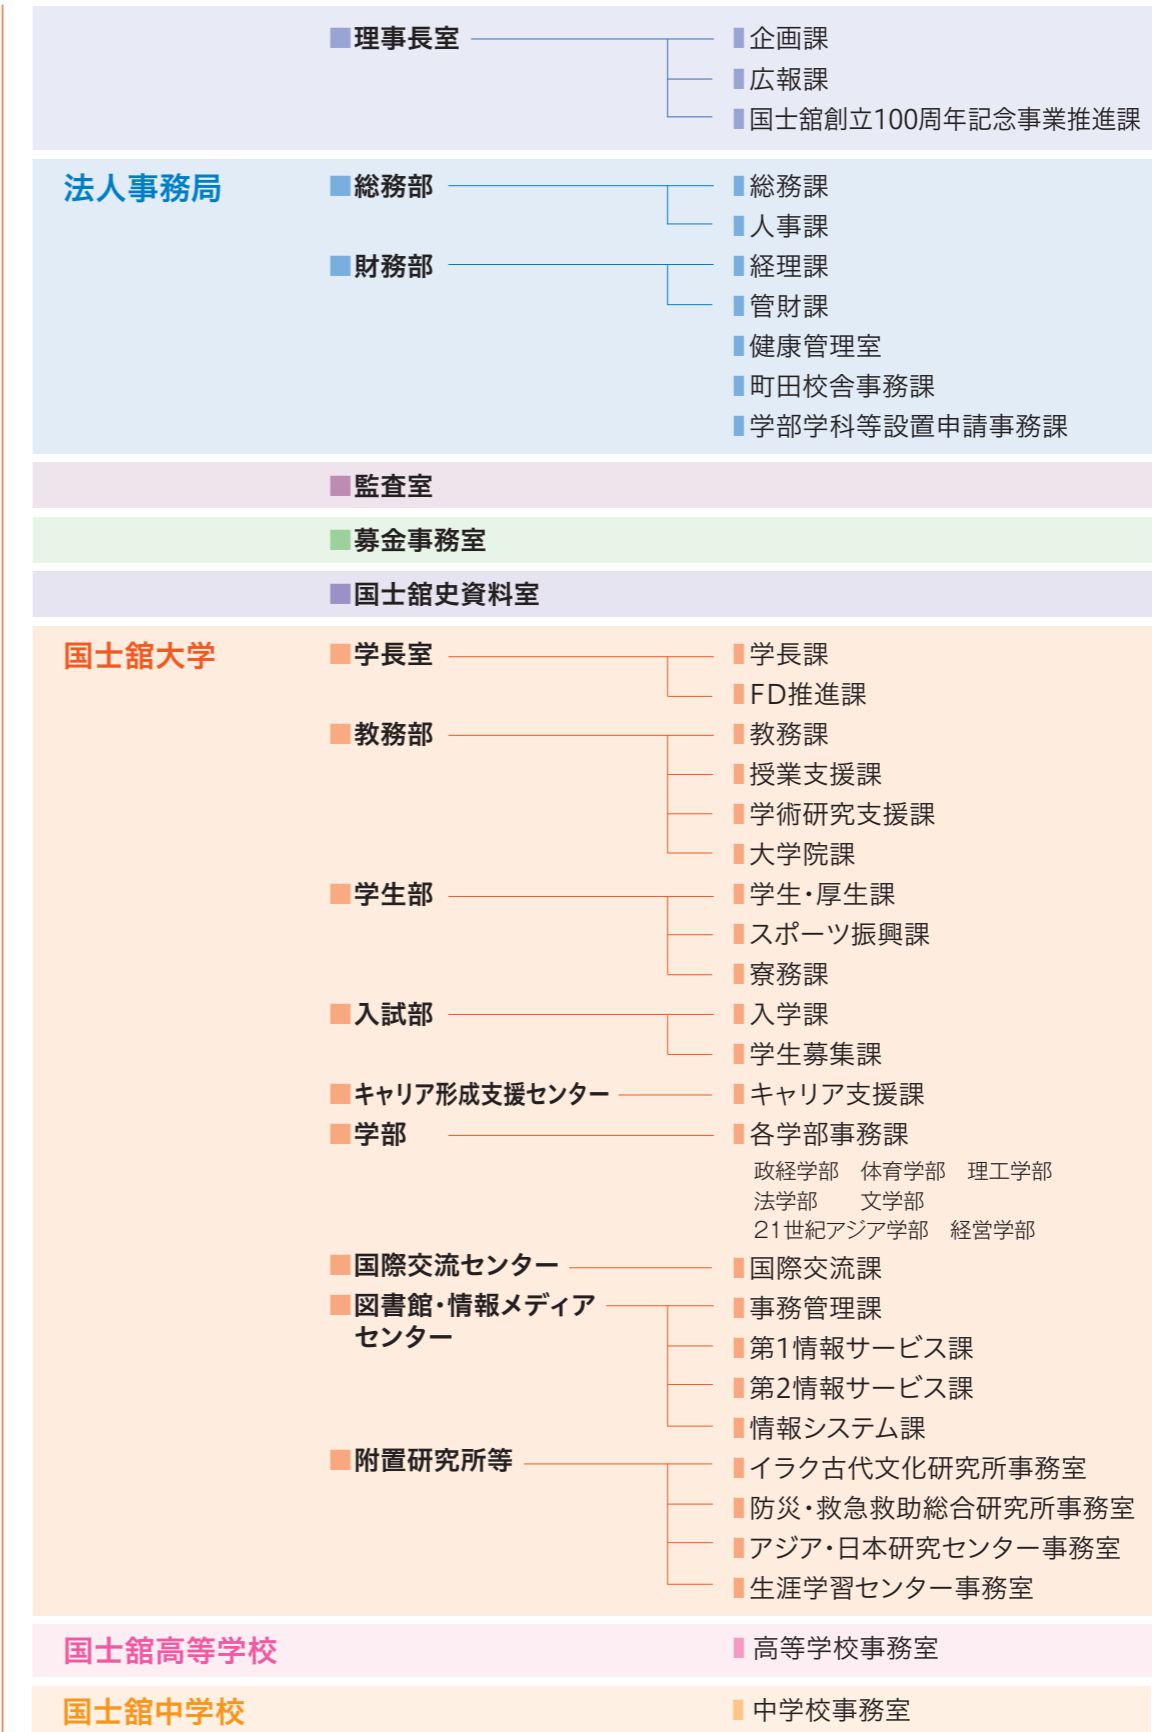 理事長室 企画課
広報課
国士舘創立100周年記念事業推進課
法人事務局 総務部 総務課
人事課
財務部 経理課
管財課
健康管理室
町田校舎事務課
学部学科等設置申請事務課
監査室
募金事務室
国士舘史資料室
国士舘大学 学長室 学長課
FD推進課
教務部 教務課
授業支援課
学術研究支援課
大学院課
学生部 学生・厚生課
スポーツ振興課
寮務課
入試部 入学課
学生募集課
キャリア形成支援センター キャリア支援課
学部 各学部事務課
政経学部 体育学部 理工学部
法学部 文学部
21世紀アジア学部 経営学部
国際交流センター 国際交流課
図書館・情報メディア 事務管理課
センター
第1情報サービス課
第2情報サービス課
情報システム課
附置研究所等 イラク古代文化研究所事務室
防災・救急救助総合研究所事務室
アジア・日本研究センター事務室
生涯学習センター事務室
国士舘高等学校 高等学校事務室
国士舘中学校 中学校事務室